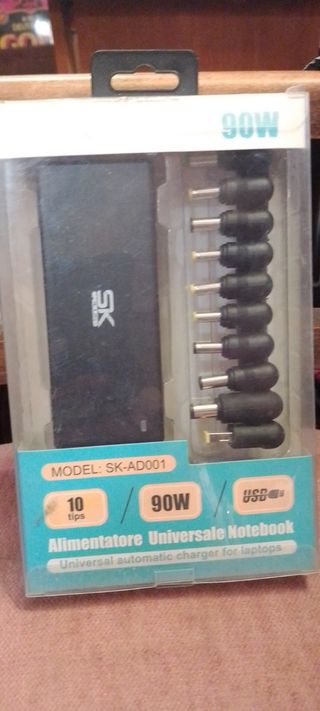 90W
SK
MODEL: SK-AD001
10
tips
/ 90W / USB
Alimentatore Universale Notebook
Universal automatic charger for laptops